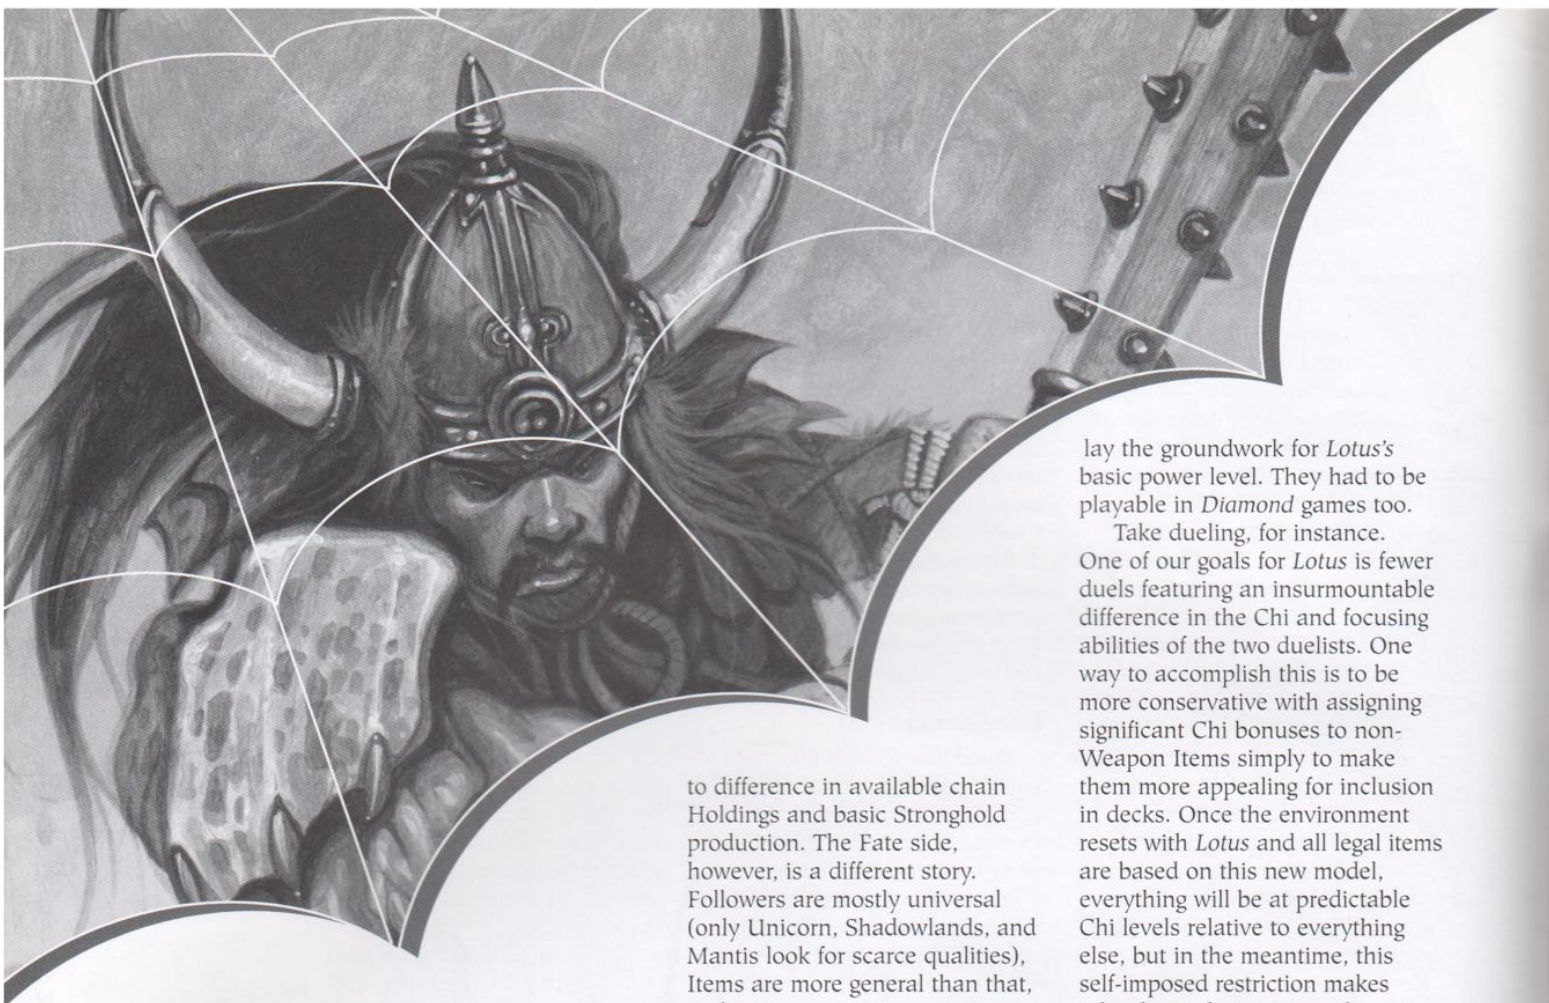 to difference in available chain
Holdings and basic Stronghold
production. The Fate side,
however, is a different story.
Followers are mostly universal
(only Unicorn, Shadowlands, and
Mantis look for scarce qualities),
Items are more general than that,
lay the groundwork for Lotus's
basic power level. They had to be
playable in Diamond games too.
Take dueling, for instance.
One of our goals for Lotus is fewer
duels featuring an insurmountable
difference in the Chi and focusing
abilities of the two duelists. One
way to accomplish this is to be
more conservative with assigning
significant Chi bonuses to non-
Weapon Items simply to make
them more appealing for inclusion
in decks. Once the environment
resets with Lotus and all legal items
are based on this new model,
everything will be at predictable
Chi levels relative to everything
else, but in the meantime, this
self-imposed restriction makes